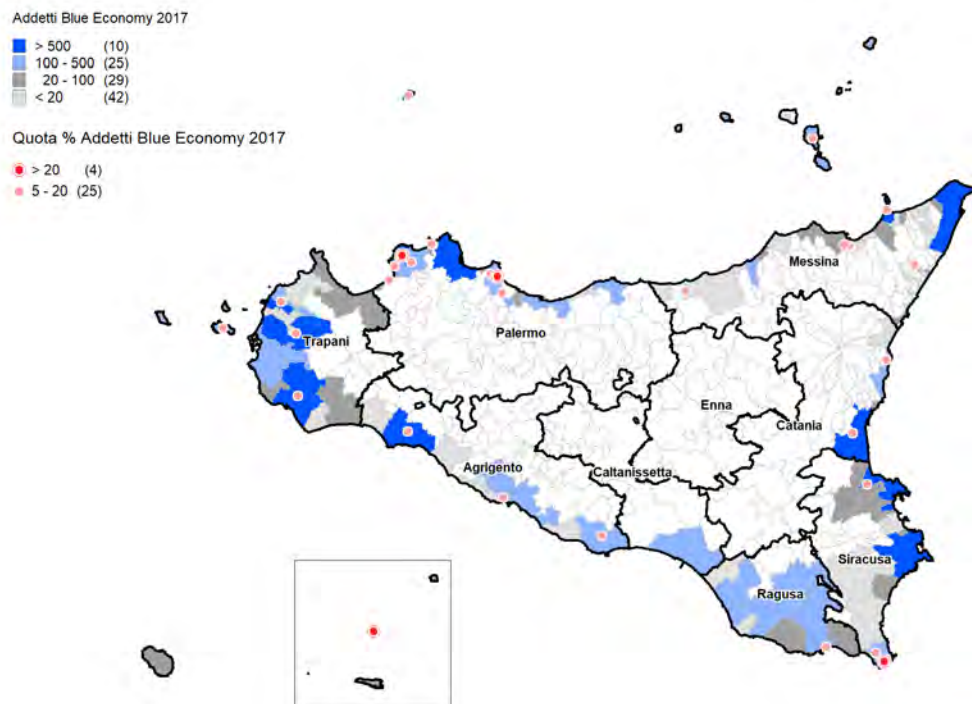 Addetti Blue Economy 2017
> 500 (10)
100 - 500 (25)
20 - 100 (29)
< 20 (42)
Quota % Addetti Blue Economy 2017
> 20 (4)
5 - 20 (25)
Messina
Palermo
Trapani
Enna
Catania
Agrigento
Caltanissetta
Siracusa
Ragusa